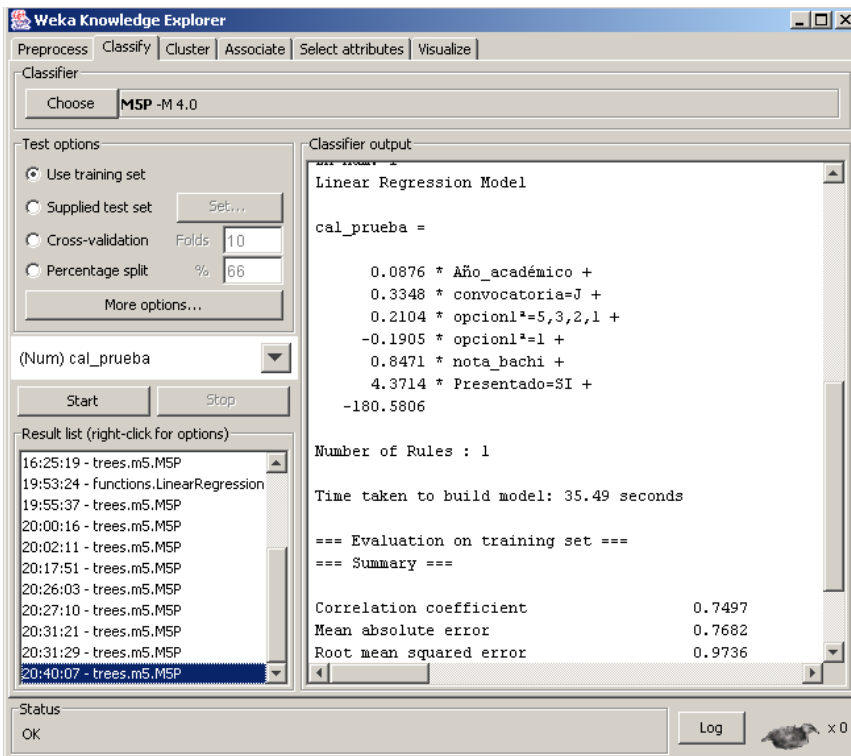 Weka Knowledge Explorer
Preprocess Classify Cluster Associate Select attributes Visualize
Classifier
Choose M5P -M 4.0
Test options
Use training set
Supplied test set Set...
Cross-validation Folds 10
Percentage split % 66
More options...
(Num) cal_prueba
Start Stop
Result list (right-click for options)
16:25:19 - trees.m5.M5P
19:53:24 - functions.LinearRegression
19:55:37 - trees.m5.M5P
20:00:16 - trees.m5.M5P
20:02:11 - trees.m5.M5P
20:17:51 - trees.m5.M5P
20:26:03 - trees.m5.M5P
20:27:10 - trees.m5.M5P
20:31:21 - trees.m5.M5P
20:31:29 - trees.m5.M5P
20:40:07 - trees.m5.M5P
Classifier output
Linear Regression Model
cal_prueba =
0.0876 * Año_académico +
0.3348 * convocatoria=J +
0.2104 * opcion1ª=5,3,2,1 +
-0.1905 * opcion1ª=1 +
0.8471 * nota_bachi +
4.3714 * Presentado=SI +
-180.5806
Number of Rules : 1
Time taken to build model: 35.49 seconds
=== Evaluation on training set ===
=== Summary ===
Correlation coefficient 0.7497
Mean absolute error 0.7682
Root mean squared error 0.9736
Status
OK
Log x 0